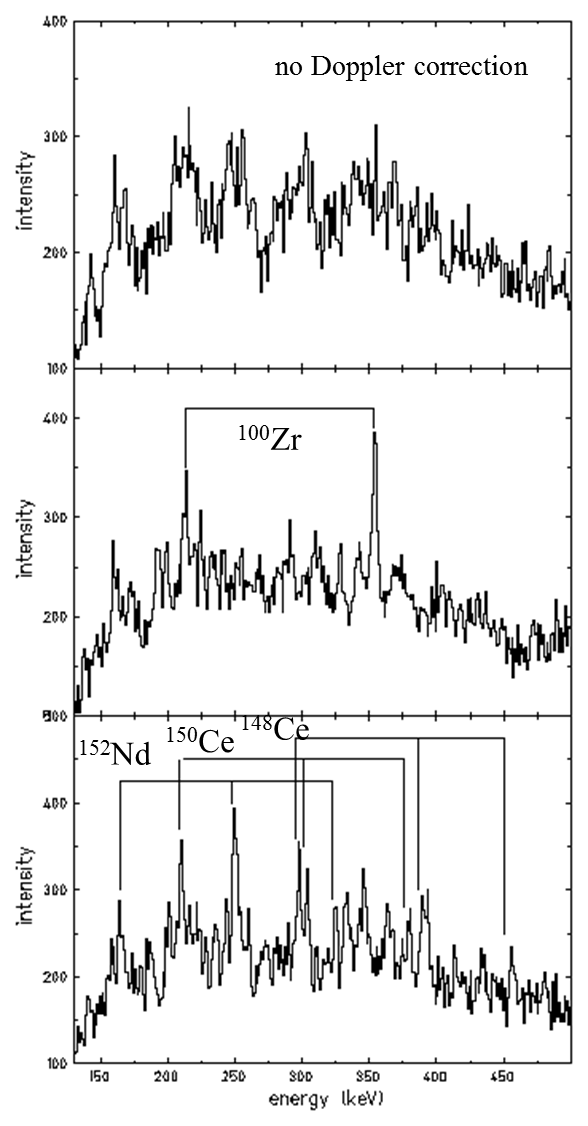 400
no Doppler correction
300
intensity
200
100
400
¹⁰⁰Zr
300
intensity
200
¹⁴⁸Ce
¹⁵⁰Ce
¹⁵²Nd
400
300
intensity
200
100
150 200 250 300 350 400 450
energy (keV)